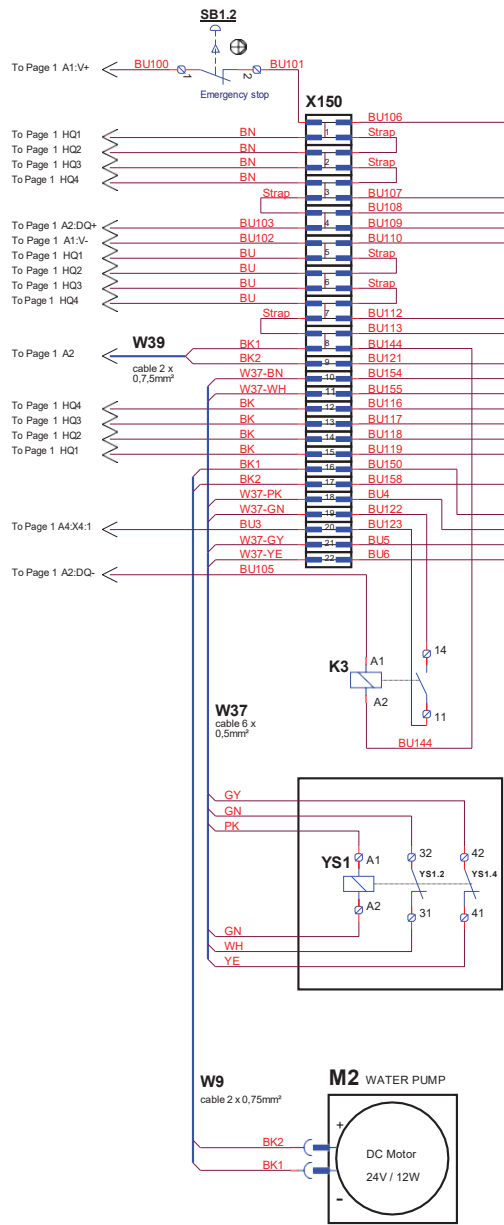 SB1.2
To Page 1 A1:V+ BU100 1 2 BU101
Emergency stop
X150
BU106
To Page 1 HQ1 BN 1 Strap
To Page 1 HQ2 BN
To Page 1 HQ3 BN 2 Strap
To Page 1 HQ4 BN
Strap 3 BU107
BU108
To Page 1 A2:DQ+ BU103 4 BU109
To Page 1 A1:V- BU102 BU110
To Page 1 HQ1 BU 5 Strap
To Page 1 HQ2 BU
To Page 1 HQ3 BU 6 Strap
To Page 1 HQ4 BU
Strap 7 BU112
BU113
W39 BK1 8 BU144
To Page 1 A2 BK2 9 BU121
cable 2 x
0,7,5mm²
W37-BN 10 BU154
W37-WH 11 BU155
To Page 1 HQ4 BK 12 BU116
To Page 1 HQ3 BK 13 BU117
To Page 1 HQ2 BK 14 BU118
To Page 1 HQ1 BK 15 BU119
BK1 16 BU150
BK2 17 BU158
W37-PK 18 BU4
W37-GN 19 BU122
To Page 1 A4:X4:1 BU3 20 BU123
W37-GY 21 BU5
W37-YE 22 BU6
To Page 1 A2:DQ- BU105
K3 A1 14
A2 11
BU144
W37
cable 6 x
0,5mm²
GY
GN
PK
YS1 A1 32 42
YS1.2 YS1.4
A2 31 41
GN
WH
YE
W9
cable 2 x 0,75mm²
M2 WATER PUMP
+
BK2 DC Motor
BK1 24V / 12W
-